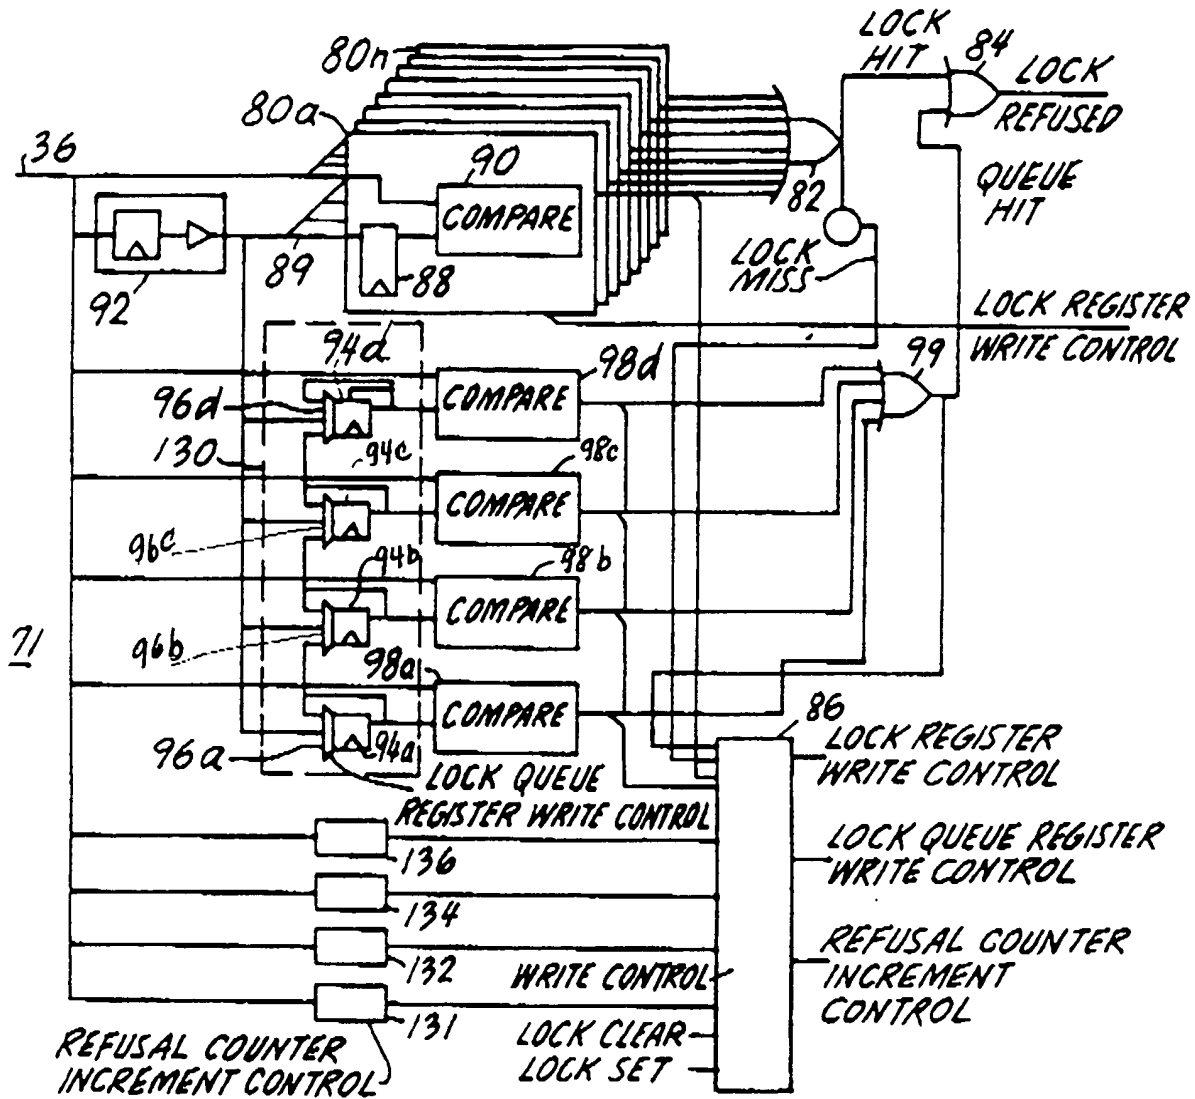 LOCK
HIT
84
LOCK
REFUSED
80n
80a
36
90
COMPARE
82
QUEUE
HIT
LOCK
MISS
89
88
92
LOCK REGISTER
WRITE CONTROL
94d
98d
99
COMPARE
96d
130
94c
98c
COMPARE
96c
94b
98b
COMPARE
71
96b
98a
COMPARE
86
96a
94a
LOCK QUEUE
REGISTER WRITE CONTROL
LOCK REGISTER
WRITE CONTROL
136
LOCK QUEUE REGISTER
WRITE CONTROL
134
132
WRITE CONTROL
REFUSAL COUNTER
INCREMENT
CONTROL
131
LOCK CLEAR
LOCK SET
REFUSAL COUNTER
INCREMENT CONTROL